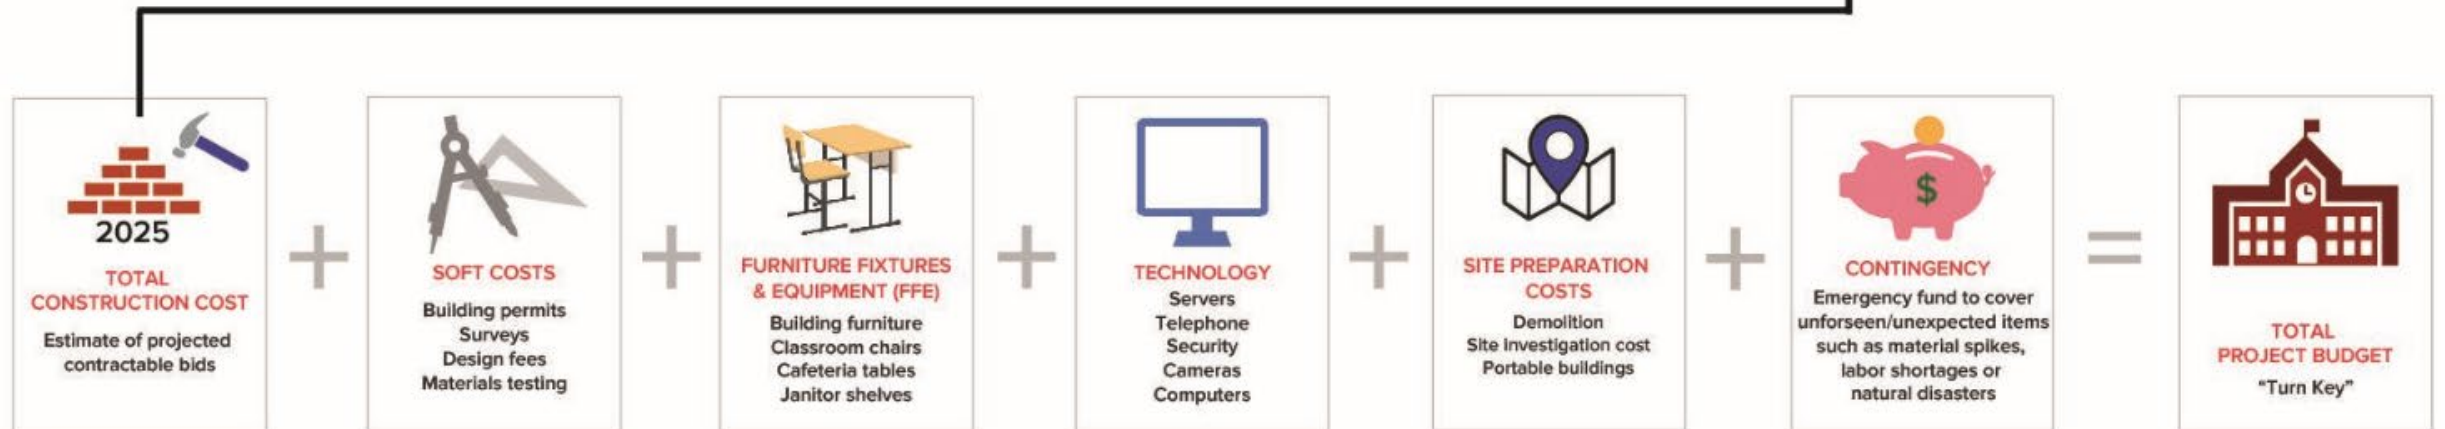 2025
TOTAL
CONSTRUCTION COST
Estimate of projected
contractable bids
+
SOFT COSTS
Building permits
Surveys
Design fees
Materials testing
+
FURNITURE FIXTURES
& EQUIPMENT (FFE)
Building furniture
Classroom chairs
Cafeteria tables
Janitor shelves
+
TECHNOLOGY
Servers
Telephone
Security
Cameras
Computers
+
SITE PREPARATION
COSTS
Demolition
Site investigation cost
Portable buildings
+
$
CONTINGENCY
Emergency fund to cover
unforseen/unexpected items
such as material spikes,
labor shortages or
natural disasters
=
TOTAL
PROJECT BUDGET
“Turn Key”